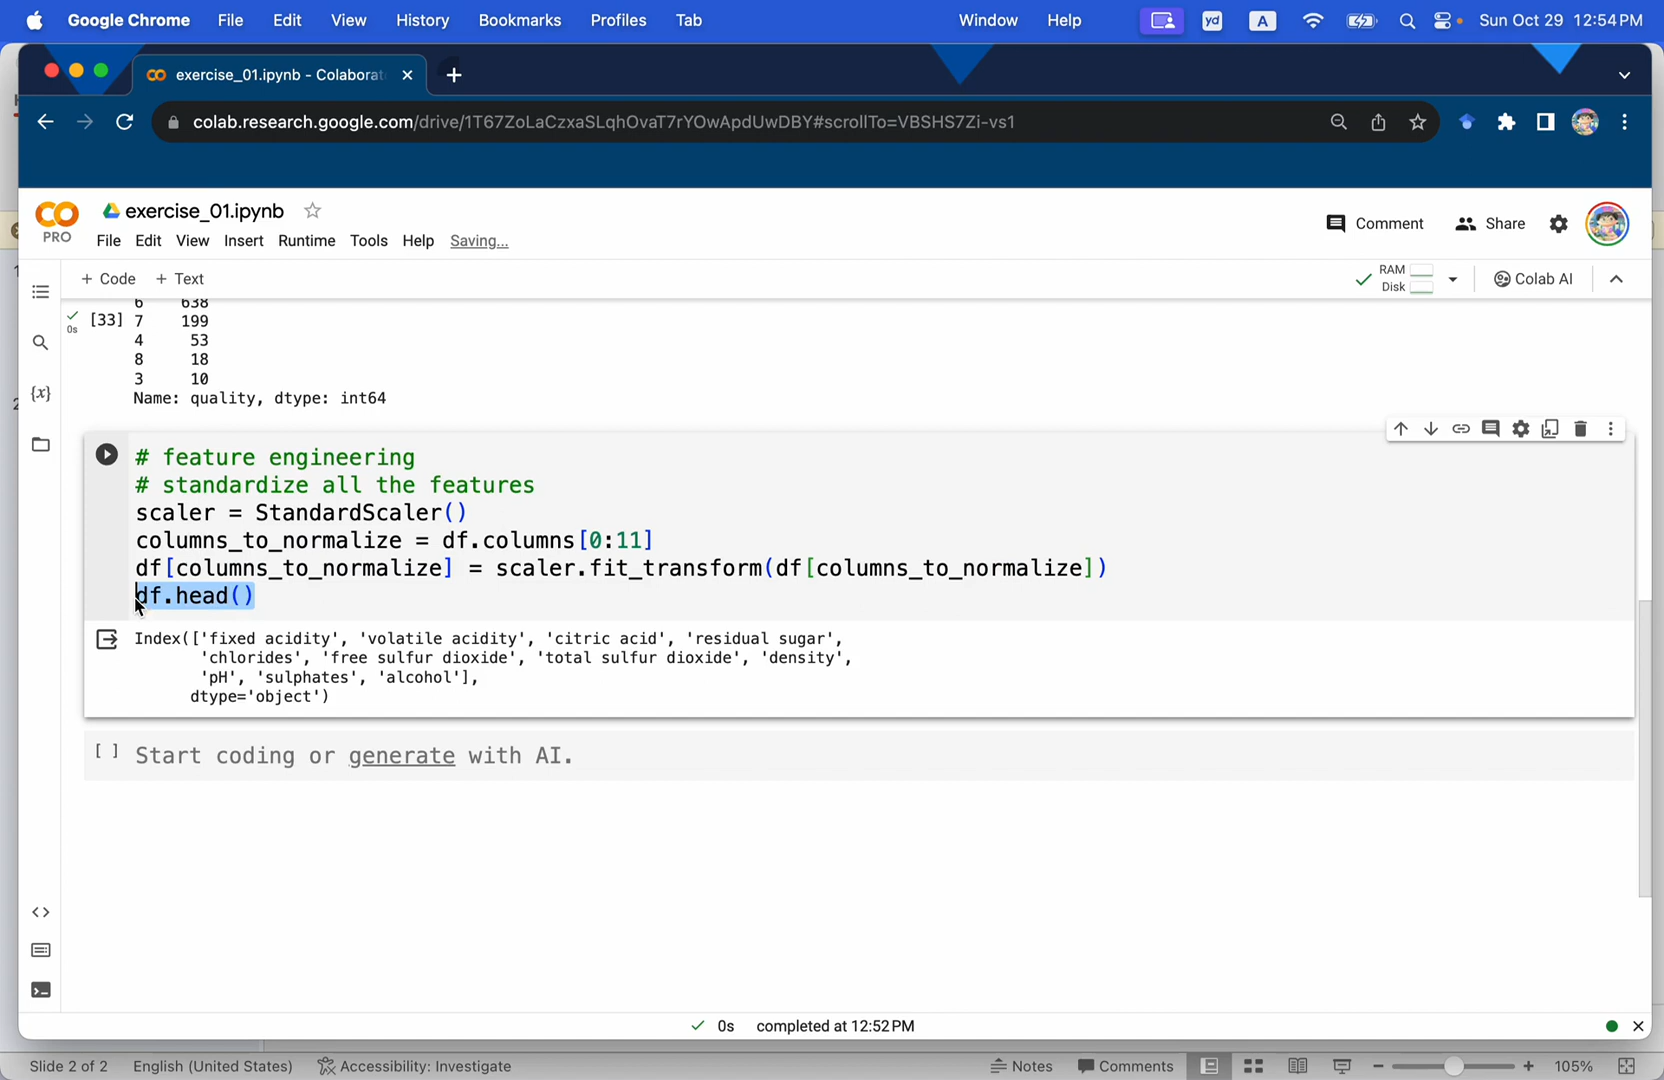 Google Chrome File Edit View History Bookmarks Profiles Tab Window Help yd A Sun Oct 29 12:54 PM
exercise_01.ipynb - Colaborat
colab.research.google.com/drive/1T67ZoLaCzxaSLqhOvaT7rYOwApdUwDBY#scrollTo=VBSHS7Zi-vs1
exercise_01.ipynb
PRO
File Edit View Insert Runtime Tools Help Saving...
Comment Share
+ Code + Text
RAM
Disk
Colab AI
6 638
[33] 7 199
0s
4 53
8 18
3 10
Name: quality, dtype: int64
{x}
# feature engineering
# standardize all the features
scaler = StandardScaler()
columns_to_normalize = df.columns[0:11]
df[columns_to_normalize] = scaler.fit_transform(df[columns_to_normalize])
df.head()
Index(['fixed acidity', 'volatile acidity', 'citric acid', 'residual sugar',
'chlorides', 'free sulfur dioxide', 'total sulfur dioxide', 'density',
'pH', 'sulphates', 'alcohol'],
dtype='object')
[ ] Start coding or generate with AI.
0s completed at 12:52 PM
Slide 2 of 2 English (United States) Accessibility: Investigate Notes Comments 105%